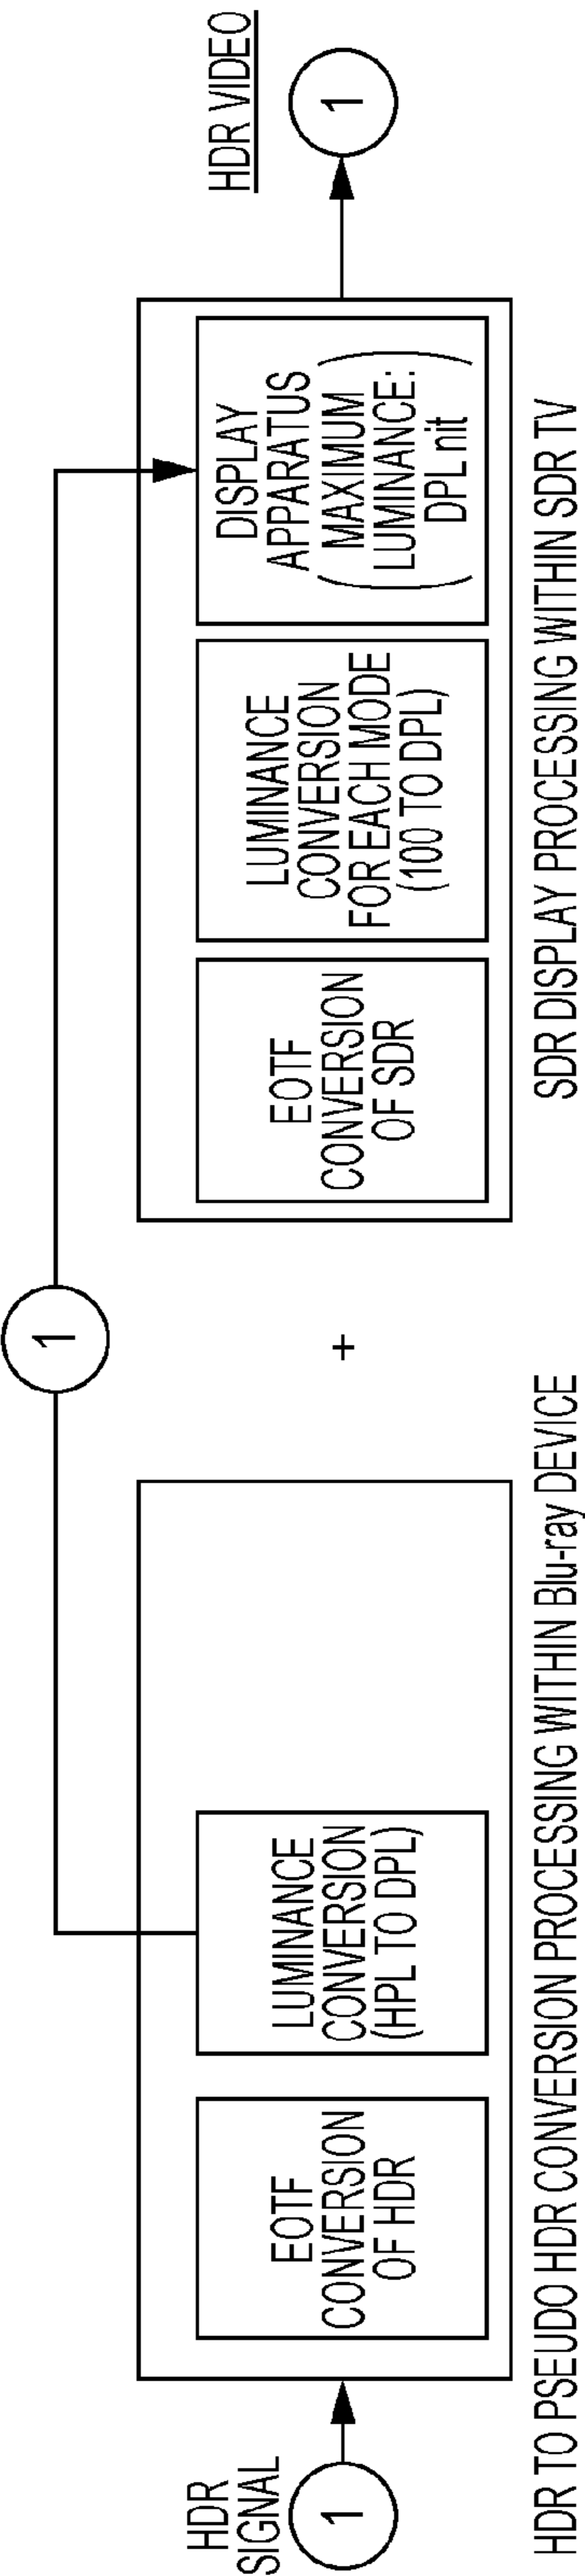 HDR
SIGNAL
1
EOTF
CONVERSION
OF HDR
LUMINANCE
CONVERSION
(HPL TO DPL)
HDR TO PSEUDO HDR CONVERSION PROCESSING WITHIN Blu-ray DEVICE
1
+
EOTF
CONVERSION
OF SDR
LUMINANCE
CONVERSION
FOR EACH MODE
(100 TO DPL)
DISPLAY
APPARATUS
(MAXIMUM
LUMINANCE:
DPL nit)
SDR DISPLAY PROCESSING WITHIN SDR TV
HDR VIDEO
1